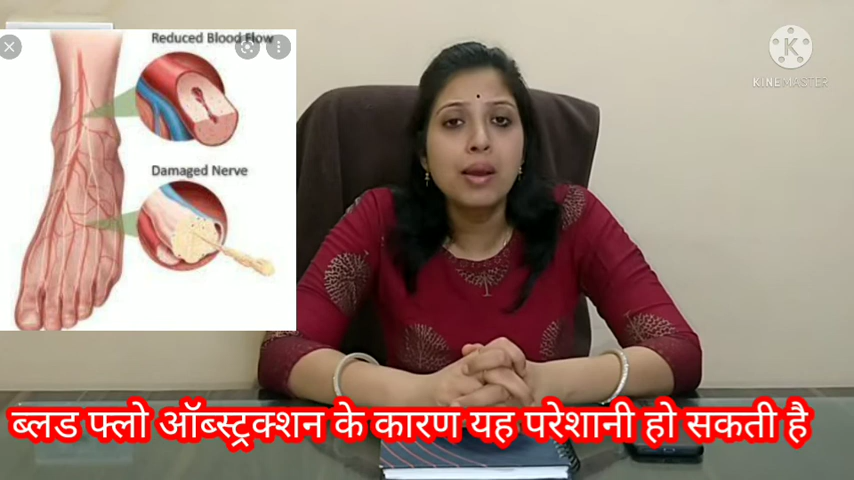 Reduced Blood Flow
KINEMASTER
Damaged Nerve
ब्लड फ्लो ऑब्स्ट्रक्शन के कारण यह परेशानी हो सकती है